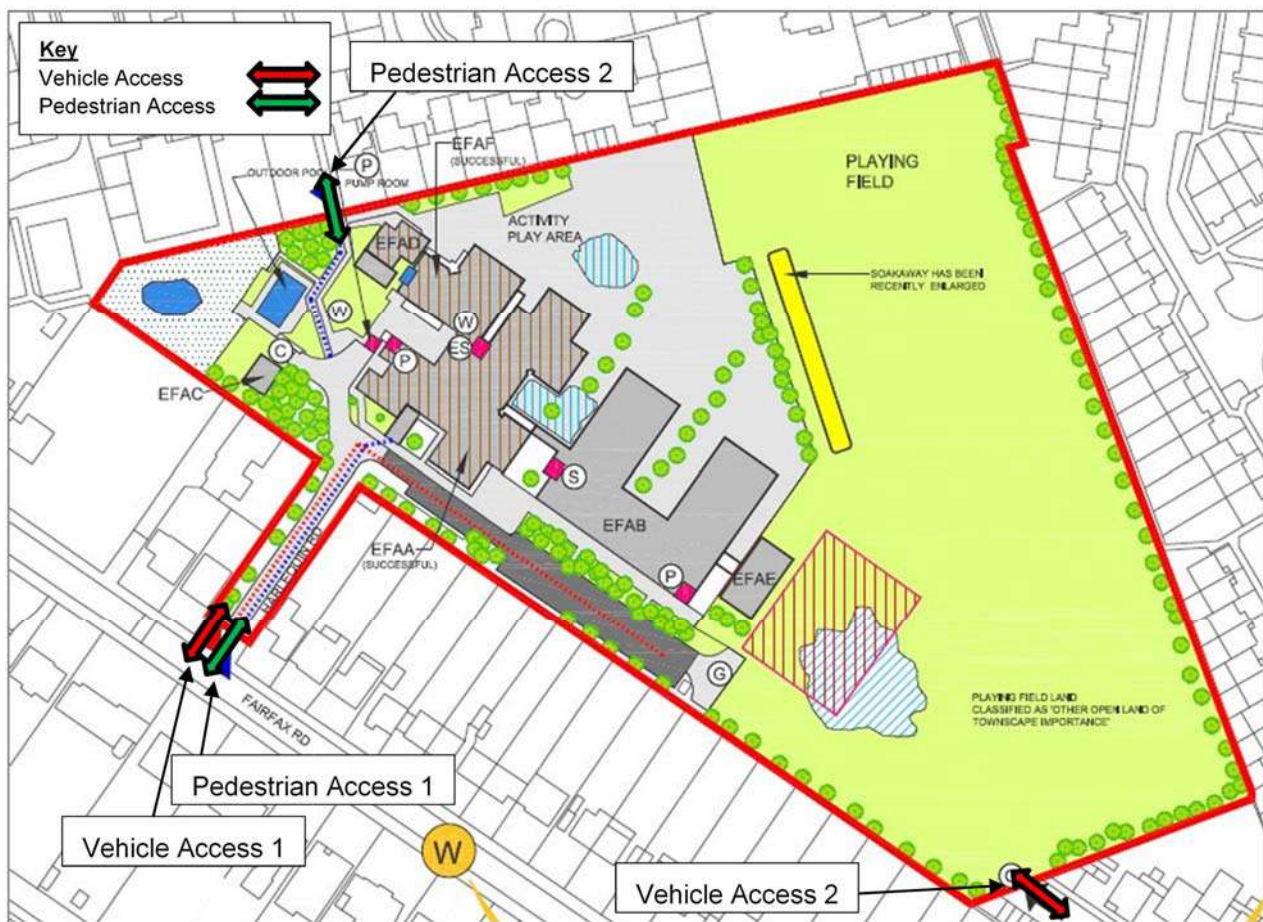 Key
Vehicle Access
Pedestrian Access
Pedestrian Access 2
P
EFAF
(SUCCESSFUL)
PLAYING
FIELD
PUMP ROOM
ACTIVITY
PLAY AREA
EFAD
SOAKAWAY HAS BEEN
RECENTLY ENLARGED
W
W
C
ES
P
EFAC
S
EFAB
EFAA
(SUCCESSFUL)
P
EFAE
HARLEQUIN RD
G
FAIRFAX RD
PLAYING FIELD LAND
CLASSIFIED AS 'OTHER OPEN LAND OF
TOWNSCAPE IMPORTANCE'
Pedestrian Access 1
Vehicle Access 1
W
Vehicle Access 2